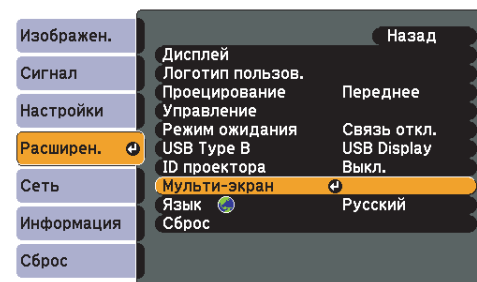 Изображен.
Сигнал
Настройки
Расширен.
Сеть
Информация
Сброс
Назад
Дисплей
Логотип пользов.
Проецирование Переднее
Управление
Режим ожидания Связь откл.
USB Type B USB Display
ID проектора Выкл.
Мульти-экран
Язык Русский
Сброс